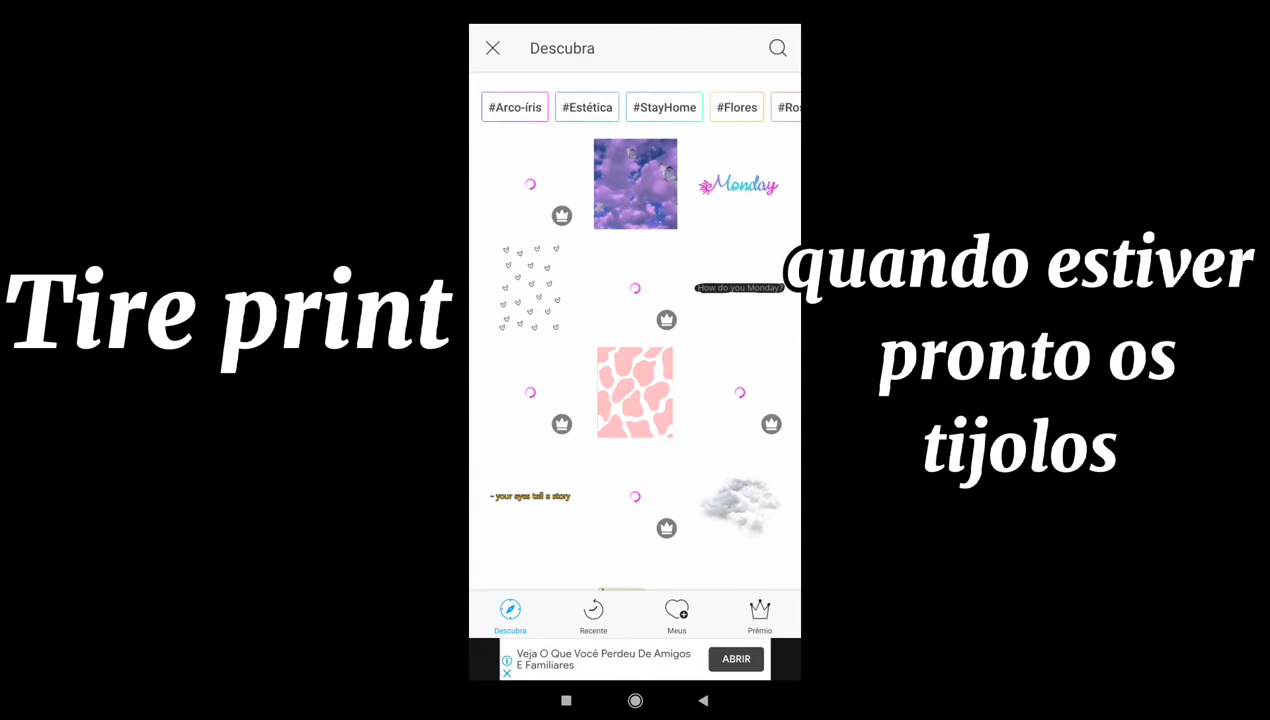 Descubra
#Arco-íris
#Estética
#StayHome
#Flores
#Ros
Monday
How do you Monday?
- your eyes tell a story
Tire print
quando estiver
pronto os
tijolos
Descubra
Recente
Meus
Prêmio
Veja O Que Você Perdeu De Amigos
E Familiares
ABRIR